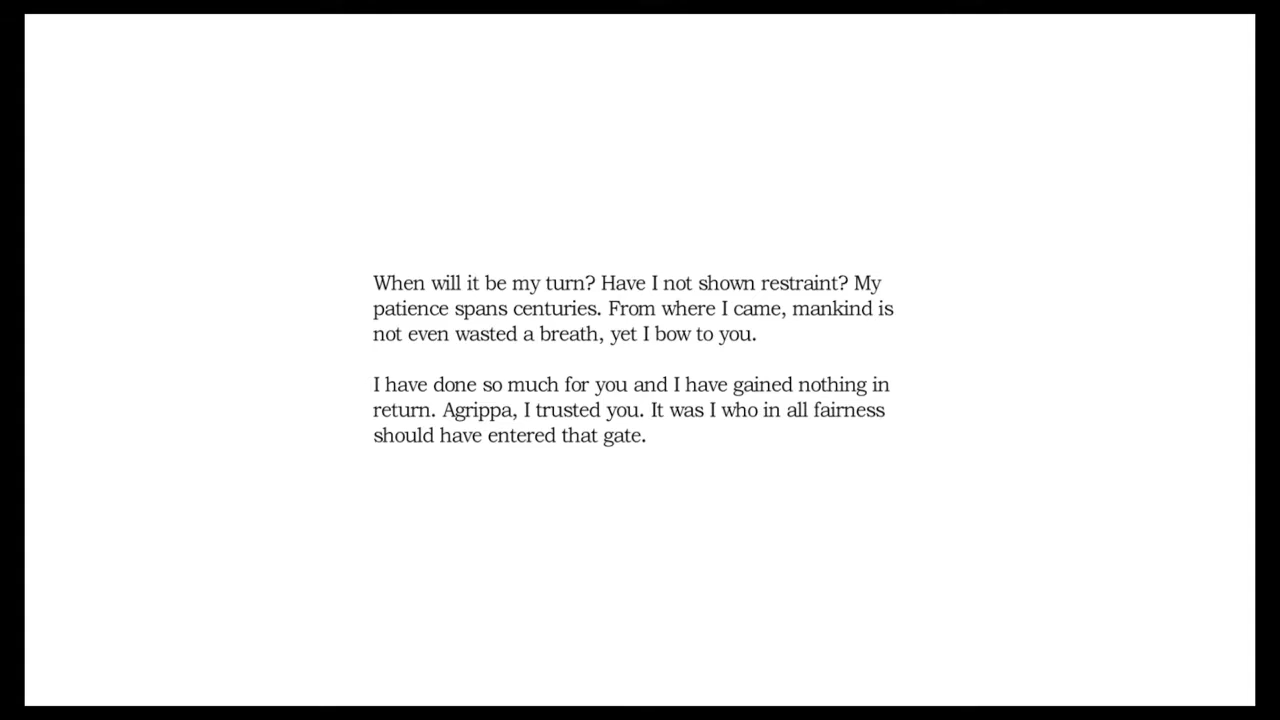 When will it be my turn? Have I not shown restraint? My
patience spans centuries. From where I came, mankind is
not even wasted a breath, yet I bow to you.
I have done so much for you and I have gained nothing in
return. Agrippa, I trusted you. It was I who in all fairness
should have entered that gate.